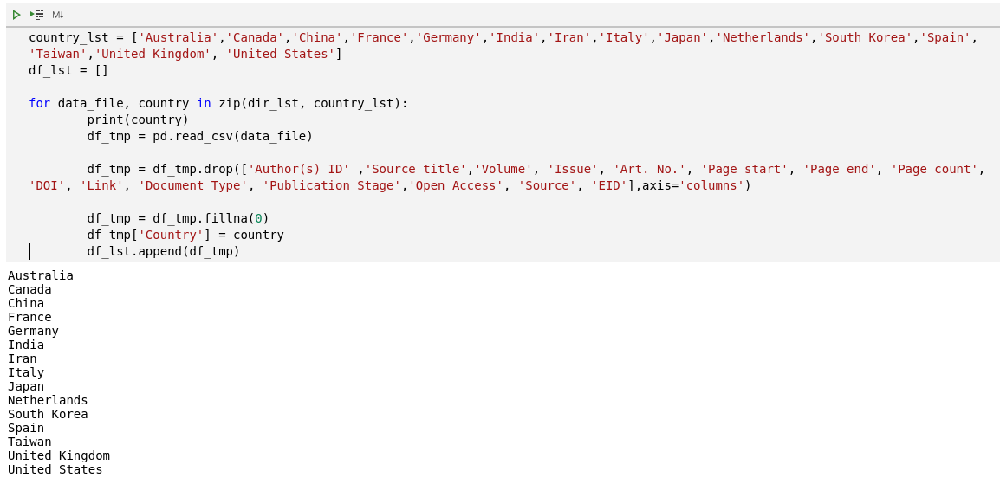 M↓
country_lst = ['Australia','Canada','China','France','Germany','India','Iran','Italy','Japan','Netherlands','South Korea','Spain',
'Taiwan','United Kingdom', 'United States']
df_lst = []
for data_file, country in zip(dir_lst, country_lst):
        print(country)
        df_tmp = pd.read_csv(data_file)
        df_tmp = df_tmp.drop(['Author(s) ID' ,'Source title','Volume', 'Issue', 'Art. No.', 'Page start', 'Page end', 'Page count',
'DOI', 'Link', 'Document Type', 'Publication Stage','Open Access', 'Source', 'EID'],axis='columns')
        df_tmp = df_tmp.fillna(0)
        df_tmp['Country'] = country
        df_lst.append(df_tmp)
Australia
Canada
China
France
Germany
India
Iran
Italy
Japan
Netherlands
South Korea
Spain
Taiwan
United Kingdom
United States